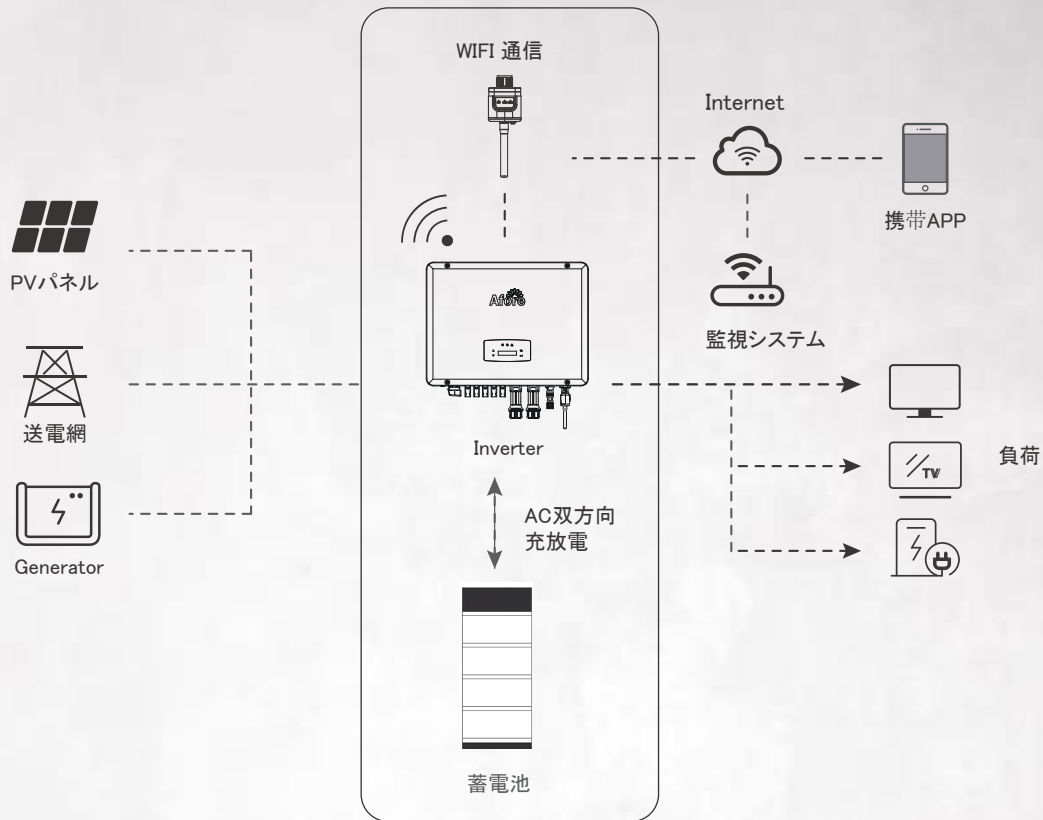 WIFI 通信
Internet
携帯APP
PVパネル
Afore
監視システム
送電網
Inverter
負荷
TV
AC双方向
充放電
Generator
蓄電池